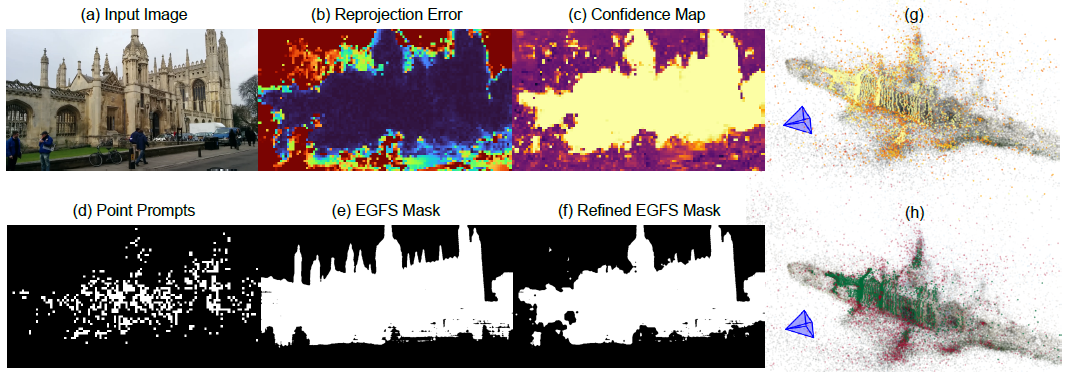 (a) Input Image
(b) Reprojection Error
(c) Confidence Map
(g)
(d) Point Prompts
(e) EGFS Mask
(f) Refined EGFS Mask
(h)